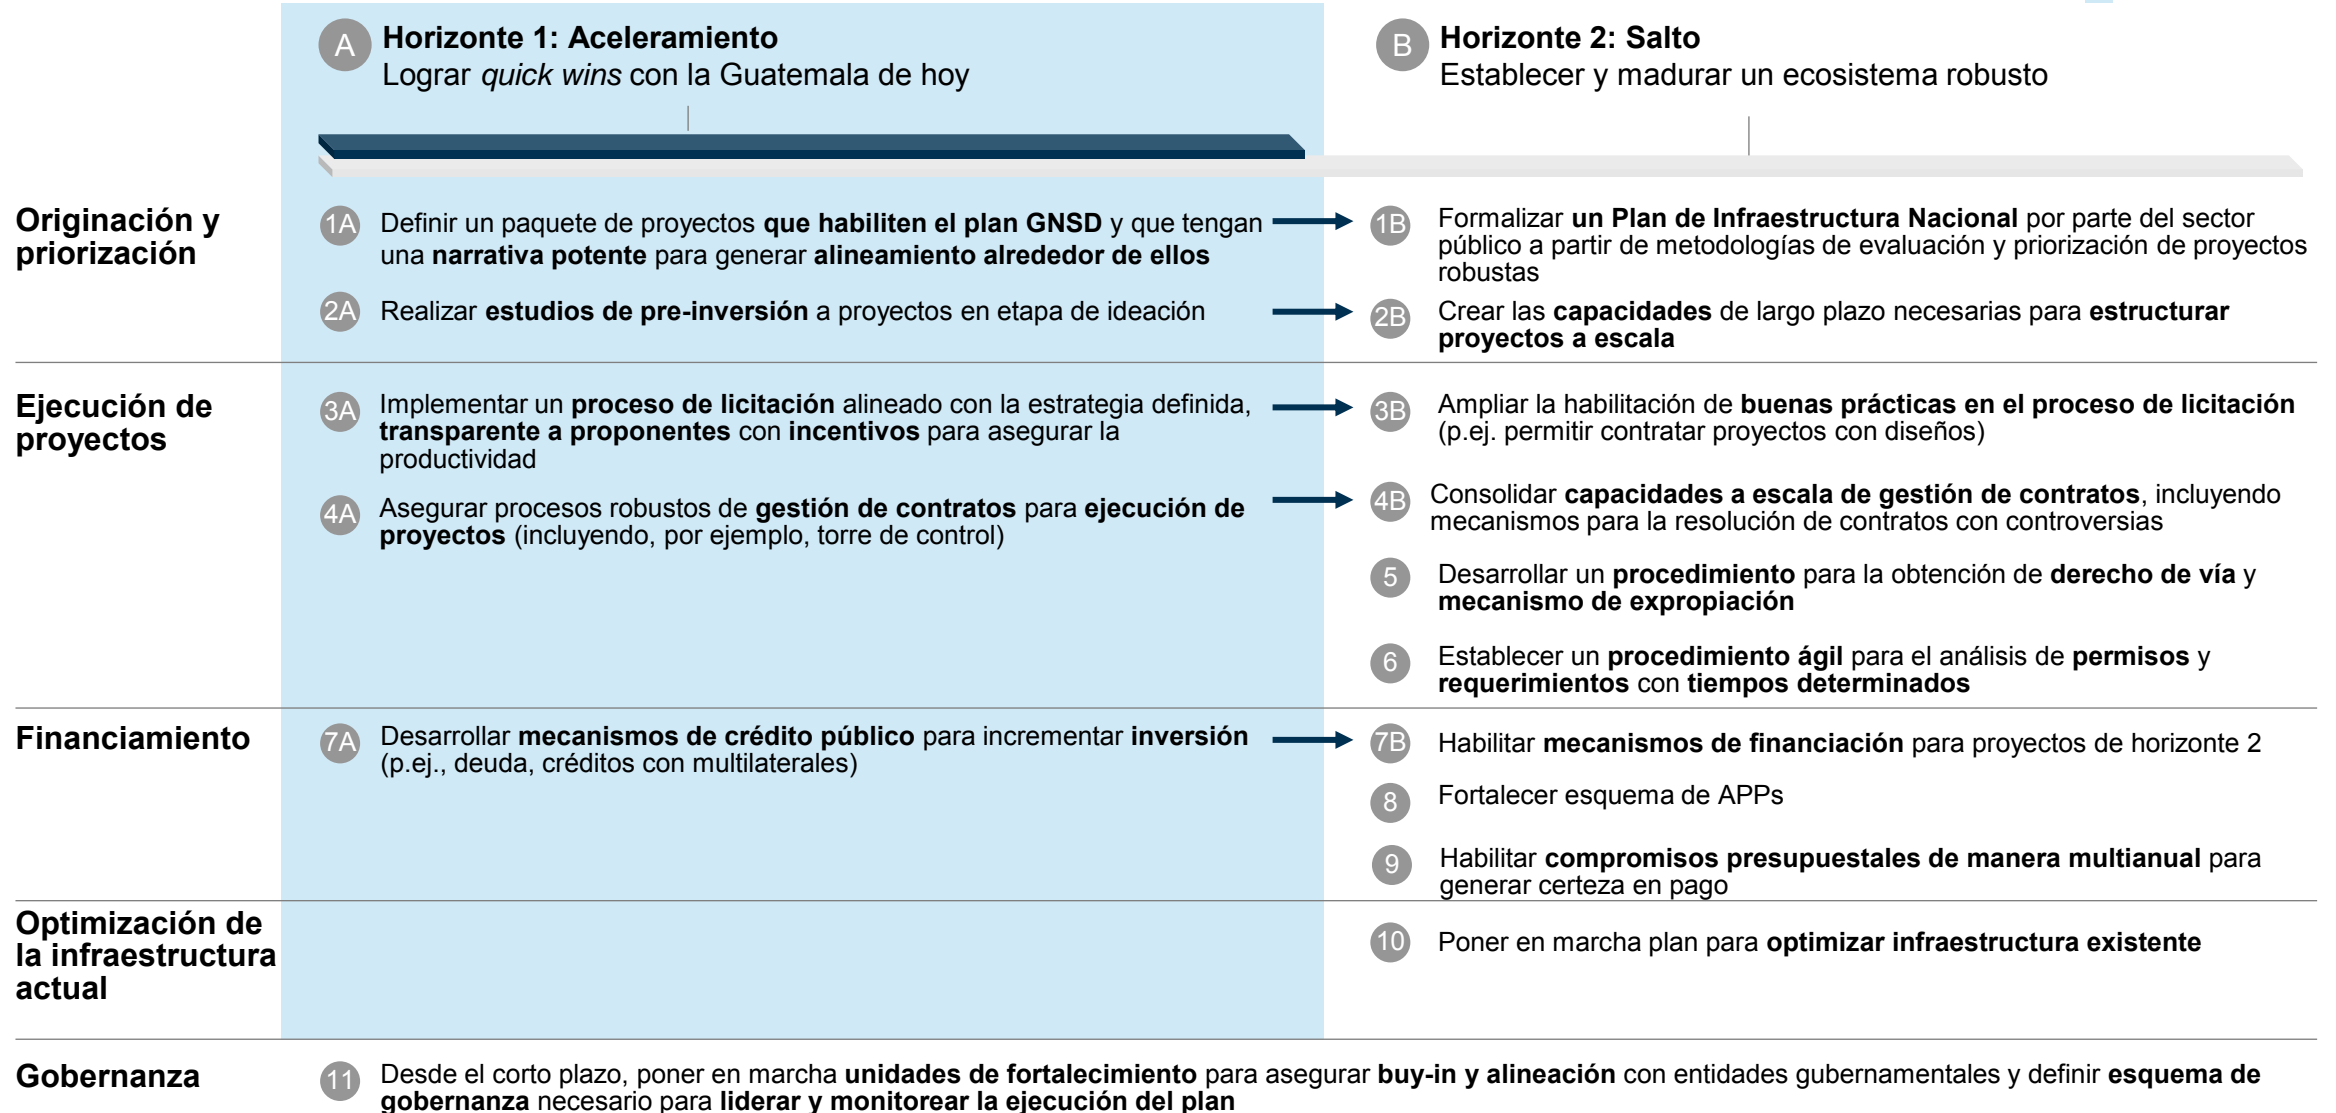 A
Horizonte 1: Aceleramiento
Lograr quick wins con la Guatemala de hoy
B
Horizonte 2: Salto
Establecer y madurar un ecosistema robusto
Originación y
priorización
1A
Definir un paquete de proyectos que habiliten el plan GNSD y que tengan
una narrativa potente para generar alineamiento alrededor de ellos
1B
Formalizar un Plan de Infraestructura Nacional por parte del sector
público a partir de metodologías de evaluación y priorización de proyectos
robustas
2A
Realizar estudios de pre-inversión a proyectos en etapa de ideación
2B
Crear las capacidades de largo plazo necesarias para estructurar
proyectos a escala
Ejecución de
proyectos
3A
Implementar un proceso de licitación alineado con la estrategia definida,
transparente a proponentes con incentivos para asegurar la
productividad
3B
Ampliar la habilitación de buenas prácticas en el proceso de licitación
(p.ej. permitir contratar proyectos con diseños)
4A
Asegurar procesos robustos de gestión de contratos para ejecución de
proyectos (incluyendo, por ejemplo, torre de control)
4B
Consolidar capacidades a escala de gestión de contratos, incluyendo
mecanismos para la resolución de contratos con controversias
5
Desarrollar un procedimiento para la obtención de derecho de vía y
mecanismo de expropiación
6
Establecer un procedimiento ágil para el análisis de permisos y
requerimientos con tiempos determinados
Financiamiento
7A
Desarrollar mecanismos de crédito público para incrementar inversión
(p.ej., deuda, créditos con multilaterales)
7B
Habilitar mecanismos de financiación para proyectos de horizonte 2
8
Fortalecer esquema de APPs
9
Habilitar compromisos presupuestales de manera multianual para
generar certeza en pago
Optimización de
la infraestructura
actual
10
Poner en marcha plan para optimizar infraestructura existente
Gobernanza
11
Desde el corto plazo, poner en marcha unidades de fortalecimiento para asegurar buy-in y alineación con entidades gubernamentales y definir esquema de
gobernanza necesario para liderar y monitorear la ejecución del plan